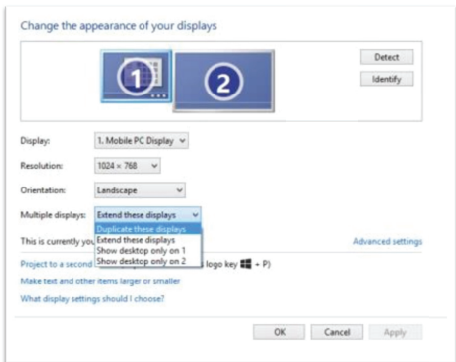 Change the appearance of your displays
1
2
Detect
Identify
Display: 1. Mobile PC Display
Resolution: 1024 × 768
Orientation: Landscape
Multiple displays: Extend these displays
Duplicate these displays
This is currently you Extend these displays Advanced settings
Show desktop only on 1
Project to a second s logo key + P)
Show desktop only on 2
Make text and other items larger or smaller
What display settings should I choose?
OK Cancel Apply